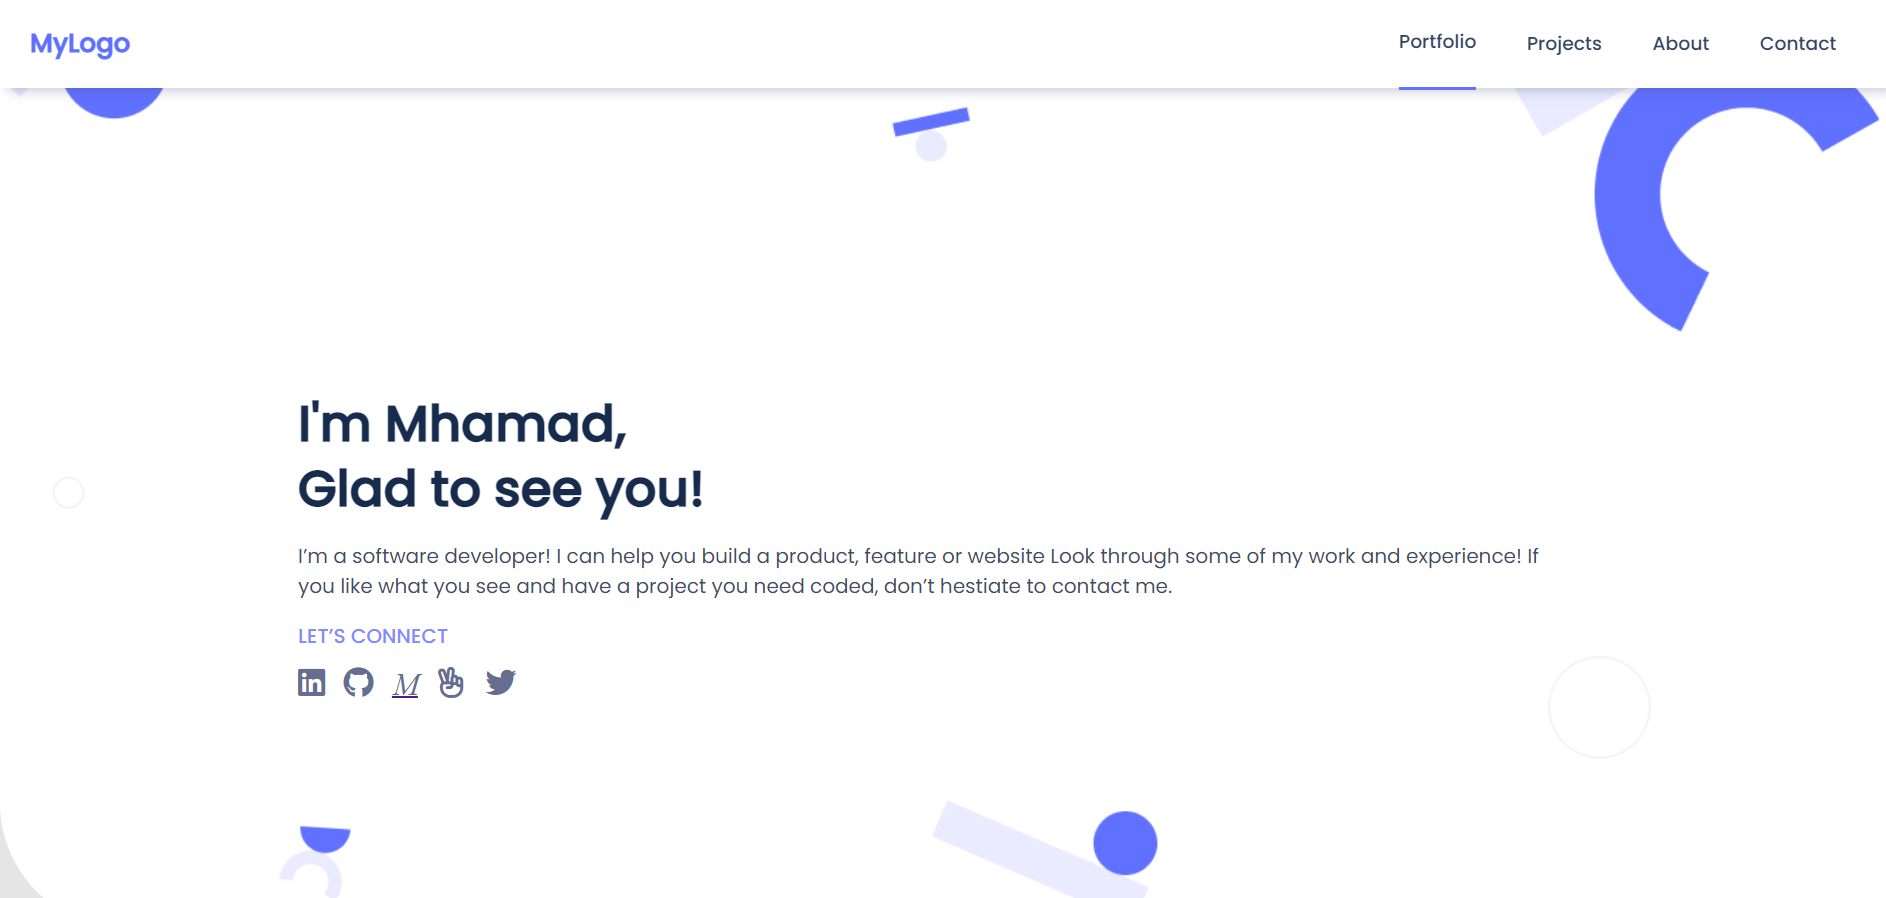 MyLogo
Portfolio
Projects
About
Contact
I'm Mhamad,
Glad to see you!
I’m a software developer! I can help you build a product, feature or website Look through some of my work and experience! If
you like what you see and have a project you need coded, don’t hestiate to contact me.
LET’S CONNECT
in
M